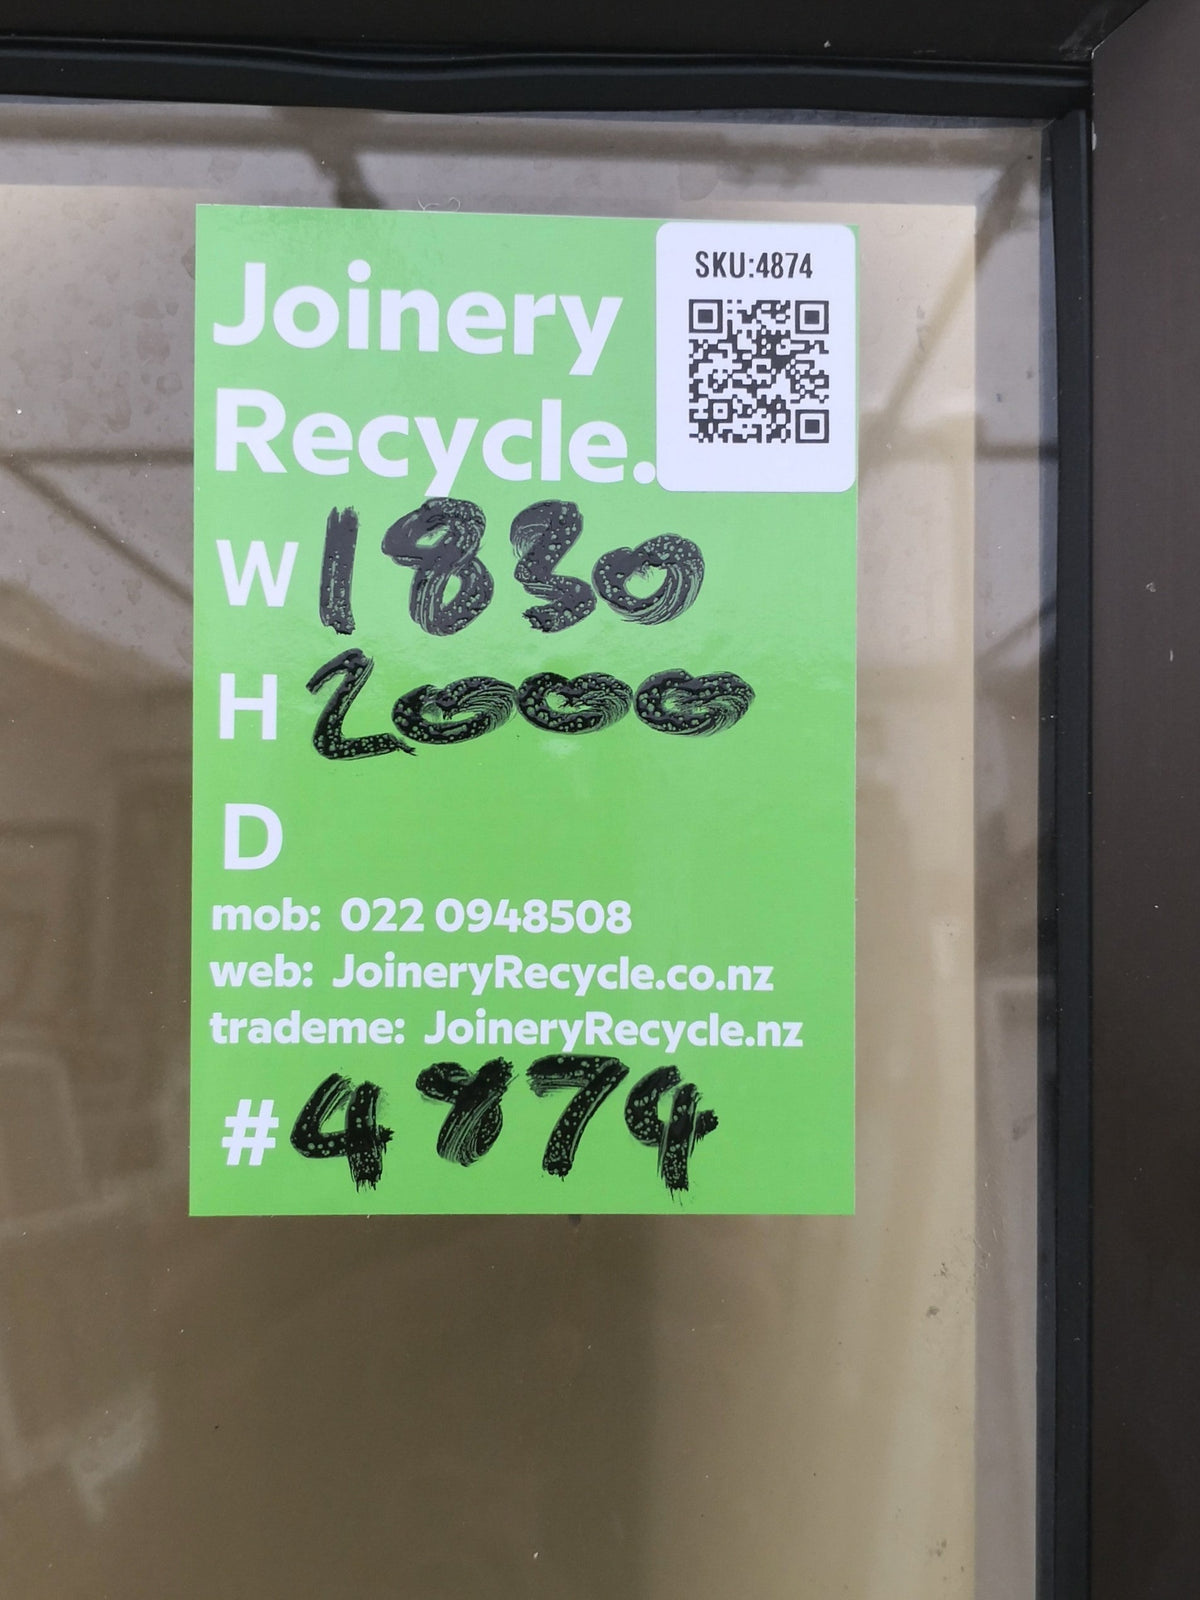 SKU:4874
Joinery
Recycle.
W 1830
H 2000
D
mob: 022 0948508
web: JoineryRecycle.co.nz
trademe: JoineryRecycle.nz
# 4874